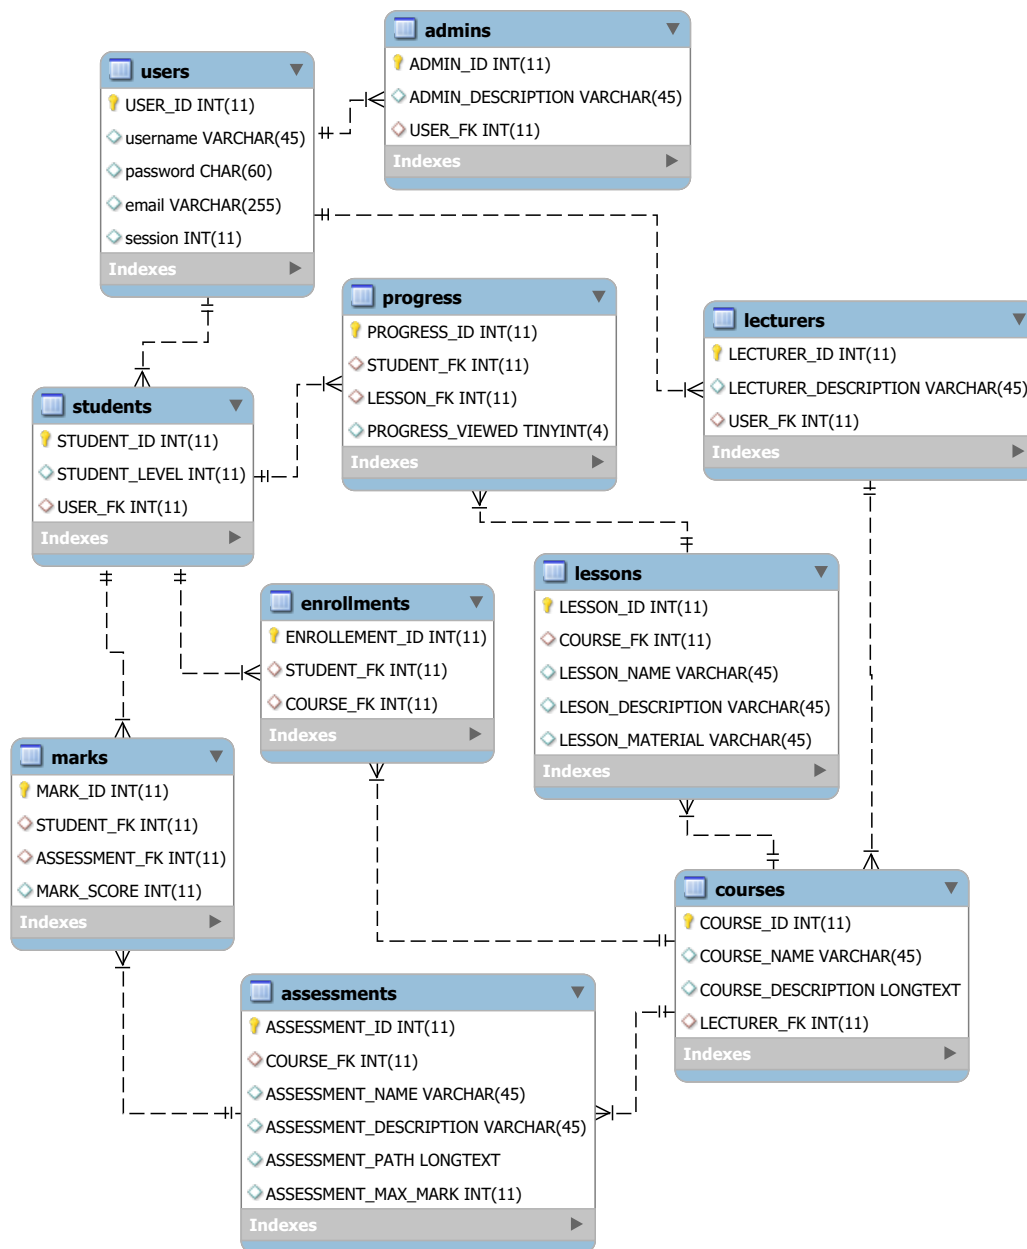 admins
ADMIN_ID INT(11)
ADMIN_DESCRIPTION VARCHAR(45)
USER_FK INT(11)
Indexes
users
USER_ID INT(11)
username VARCHAR(45)
password CHAR(60)
email VARCHAR(255)
session INT(11)
Indexes
progress
PROGRESS_ID INT(11)
STUDENT_FK INT(11)
LESSON_FK INT(11)
PROGRESS_VIEWED TINYINT(4)
Indexes
lecturers
LECTURER_ID INT(11)
LECTURER_DESCRIPTION VARCHAR(45)
USER_FK INT(11)
Indexes
students
STUDENT_ID INT(11)
STUDENT_LEVEL INT(11)
USER_FK INT(11)
Indexes
enrollments
ENROLLEMENT_ID INT(11)
STUDENT_FK INT(11)
COURSE_FK INT(11)
Indexes
lessons
LESSON_ID INT(11)
COURSE_FK INT(11)
LESSON_NAME VARCHAR(45)
LESON_DESCRIPTION VARCHAR(45)
LESSON_MATERIAL VARCHAR(45)
Indexes
marks
MARK_ID INT(11)
STUDENT_FK INT(11)
ASSESSMENT_FK INT(11)
MARK_SCORE INT(11)
Indexes
courses
COURSE_ID INT(11)
COURSE_NAME VARCHAR(45)
COURSE_DESCRIPTION LONGTEXT
LECTURER_FK INT(11)
Indexes
assessments
ASSESSMENT_ID INT(11)
COURSE_FK INT(11)
ASSESSMENT_NAME VARCHAR(45)
ASSESSMENT_DESCRIPTION VARCHAR(45)
ASSESSMENT_PATH LONGTEXT
ASSESSMENT_MAX_MARK INT(11)
Indexes